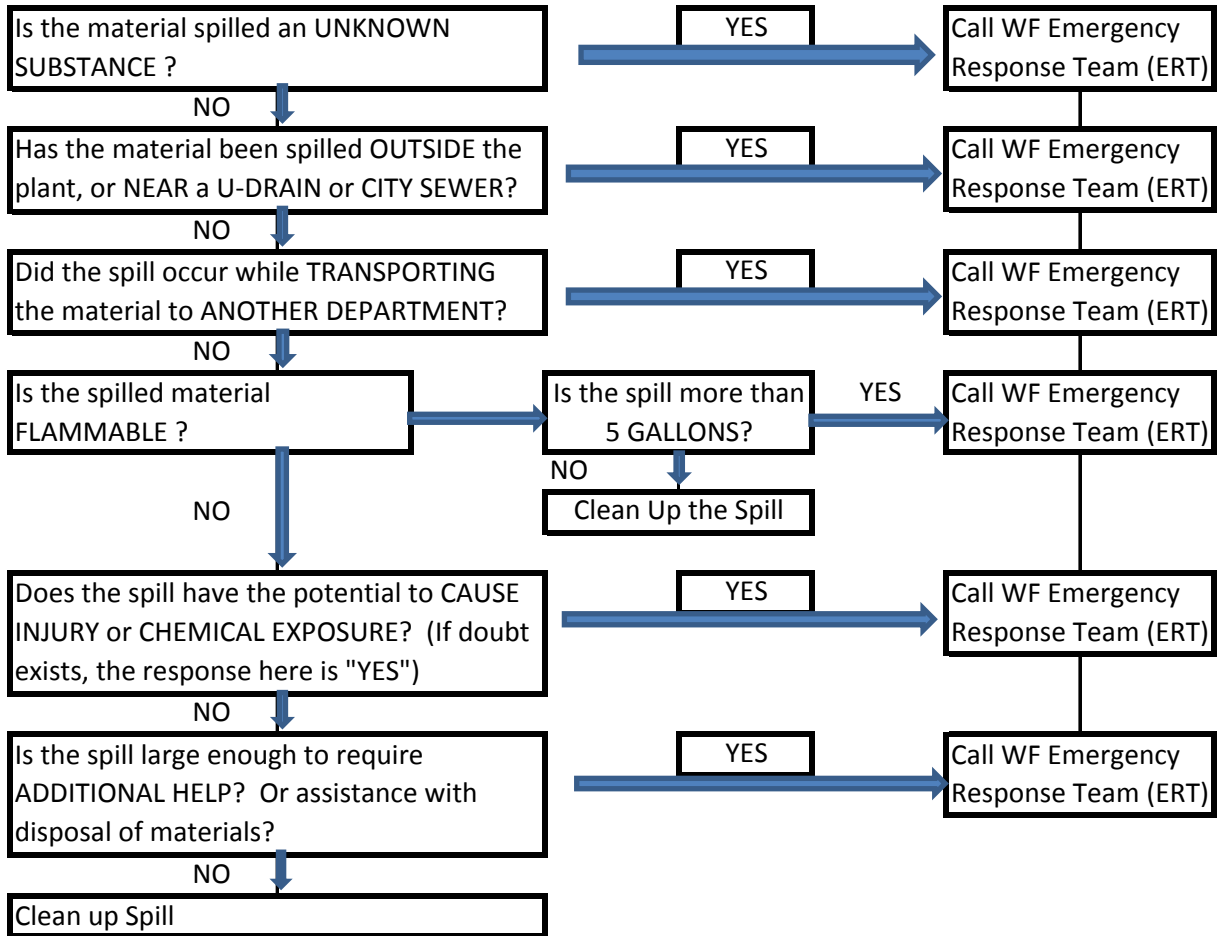 Is the material spilled an UNKNOWN
SUBSTANCE ?
YES
Call WF Emergency
Response Team (ERT)
NO
Has the material been spilled OUTSIDE the
plant, or NEAR a U-DRAIN or CITY SEWER?
YES
Call WF Emergency
Response Team (ERT)
NO
Did the spill occur while TRANSPORTING
the material to ANOTHER DEPARTMENT?
YES
Call WF Emergency
Response Team (ERT)
NO
Is the spilled material
FLAMMABLE ?
Is the spill more than
5 GALLONS?
YES
Call WF Emergency
Response Team (ERT)
NO
Clean Up the Spill
NO
Does the spill have the potential to CAUSE
INJURY or CHEMICAL EXPOSURE?  (If doubt
exists, the response here is "YES")
YES
Call WF Emergency
Response Team (ERT)
NO
Is the spill large enough to require
ADDITIONAL HELP?  Or assistance with
disposal of materials?
YES
Call WF Emergency
Response Team (ERT)
NO
Clean up Spill